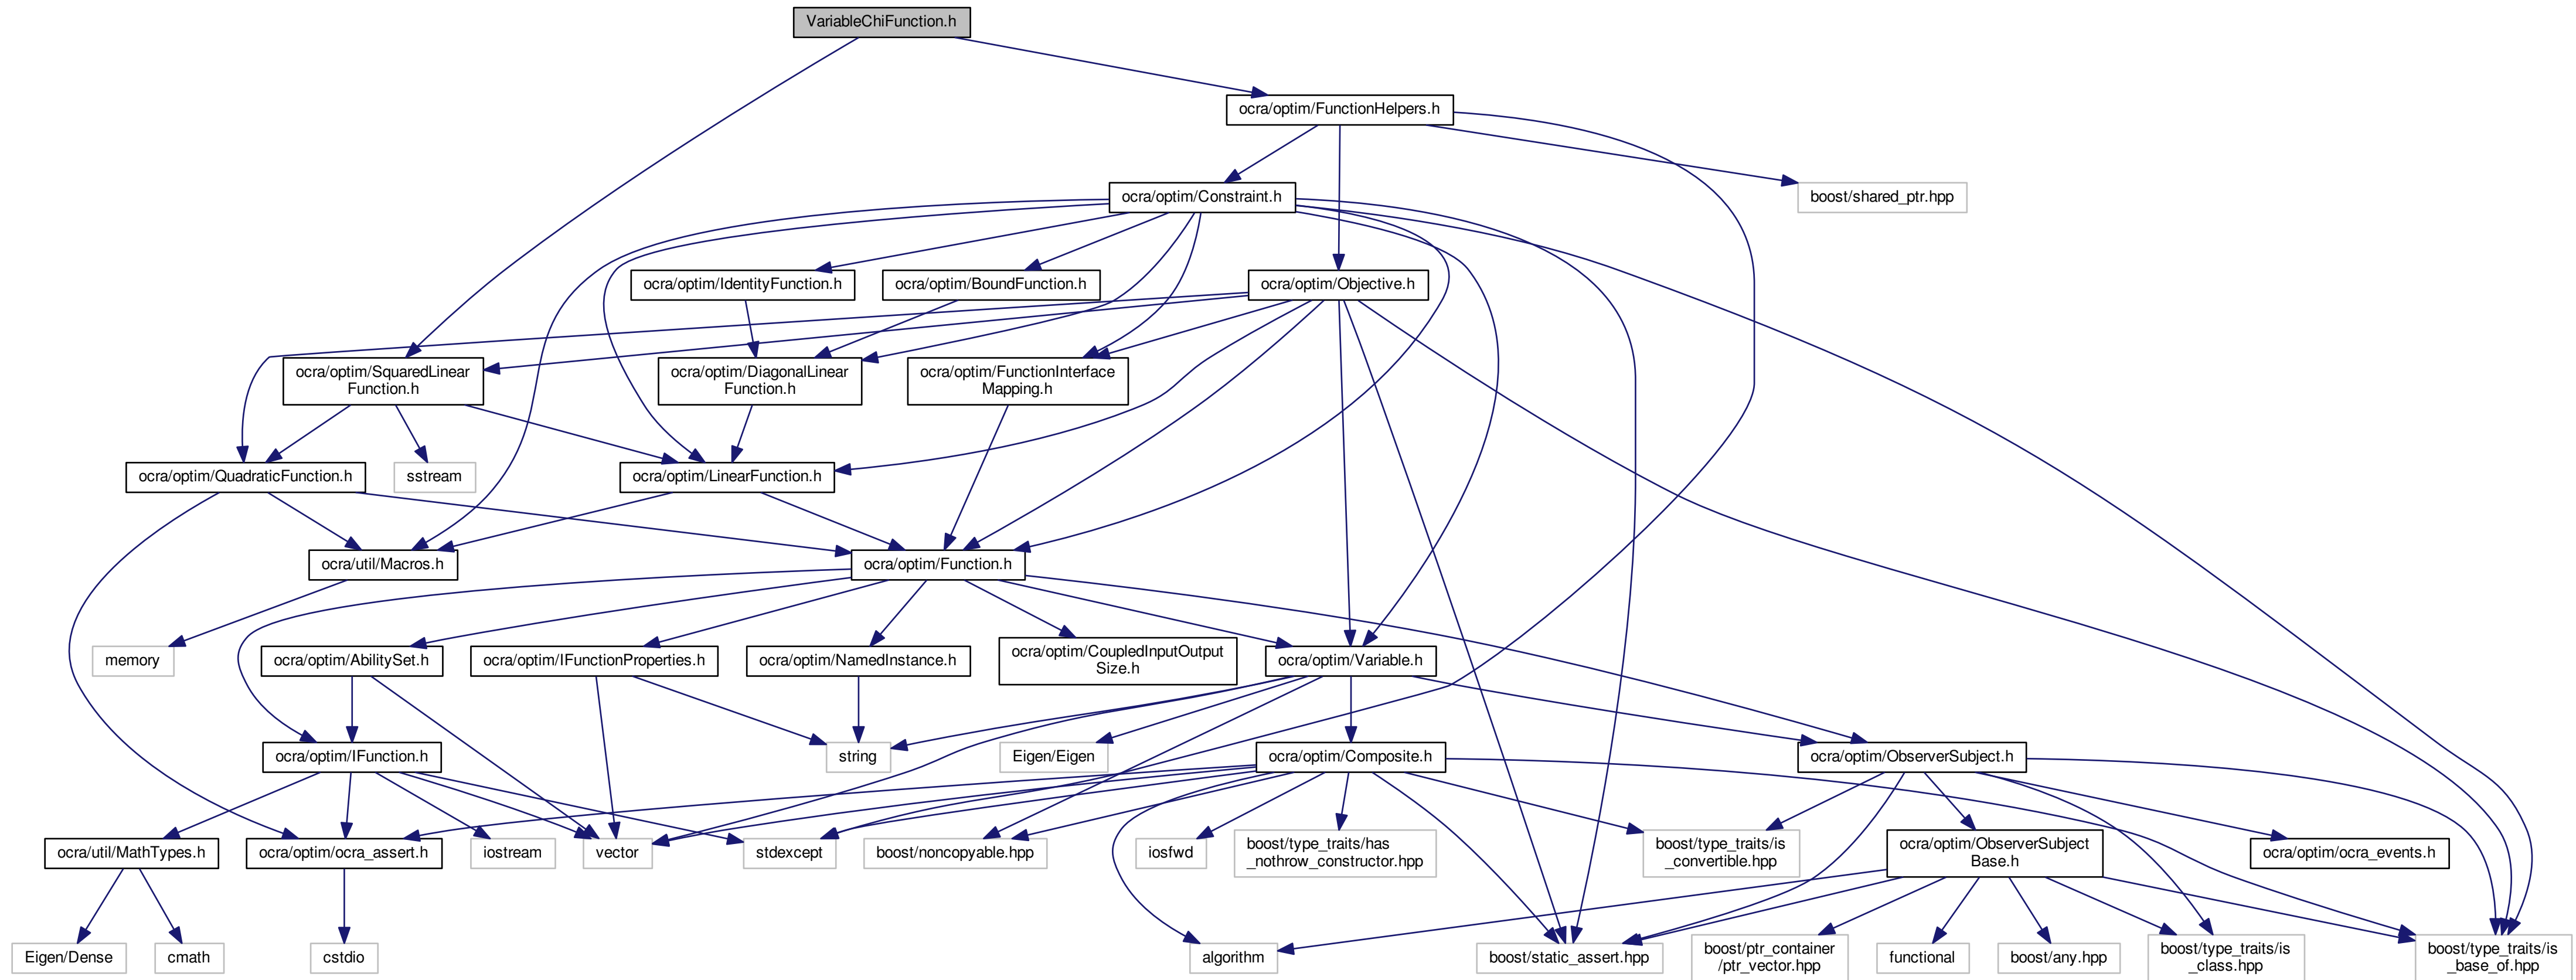 VariableChiFunction.h
ocra/optim/FunctionHelpers.h
ocra/optim/Constraint.h
boost/shared_ptr.hpp
ocra/optim/IdentityFunction.h
ocra/optim/BoundFunction.h
ocra/optim/Objective.h
ocra/optim/SquaredLinear
Function.h
ocra/optim/DiagonalLinear
Function.h
ocra/optim/FunctionInterface
Mapping.h
ocra/optim/QuadraticFunction.h
sstream
ocra/optim/LinearFunction.h
ocra/util/Macros.h
ocra/optim/Function.h
memory
ocra/optim/AbilitySet.h
ocra/optim/IFunctionProperties.h
ocra/optim/NamedInstance.h
ocra/optim/CoupledInputOutput
Size.h
ocra/optim/Variable.h
ocra/optim/IFunction.h
string
Eigen/Eigen
ocra/optim/Composite.h
ocra/optim/ObserverSubject.h
ocra/util/MathTypes.h
ocra/optim/ocra_assert.h
iostream
vector
stdexcept
boost/noncopyable.hpp
iosfwd
boost/type_traits/has
_nothrow_constructor.hpp
boost/type_traits/is
_convertible.hpp
ocra/optim/ObserverSubject
Base.h
ocra/optim/ocra_events.h
Eigen/Dense
cmath
cstdio
algorithm
boost/static_assert.hpp
boost/ptr_container
/ptr_vector.hpp
functional
boost/any.hpp
boost/type_traits/is
_class.hpp
boost/type_traits/is
_base_of.hpp